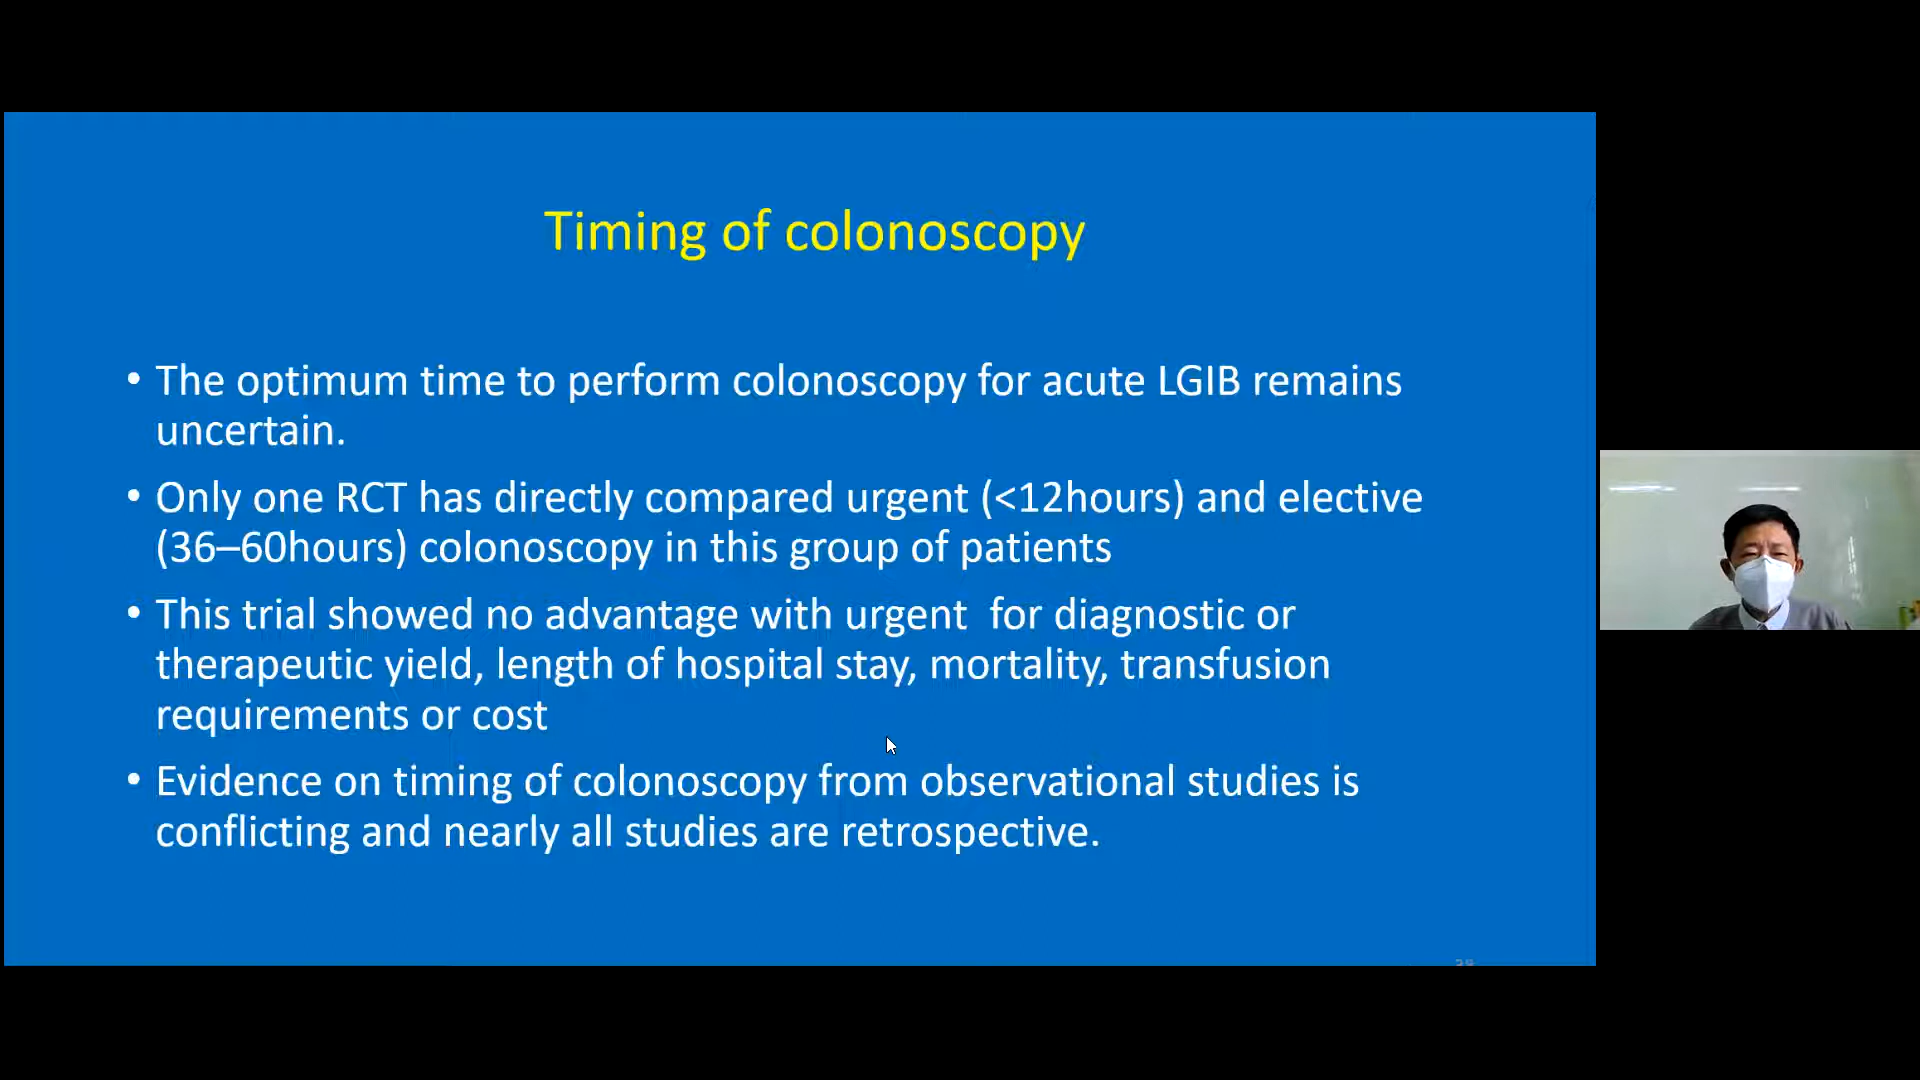 Timing of colonoscopy
• The optimum time to perform colonoscopy for acute LGIB remains
uncertain.
• Only one RCT has directly compared urgent (<12hours) and elective
(36–60hours) colonoscopy in this group of patients
• This trial showed no advantage with urgent  for diagnostic or
therapeutic yield, length of hospital stay, mortality, transfusion
requirements or cost
• Evidence on timing of colonoscopy from observational studies is
conflicting and nearly all studies are retrospective.